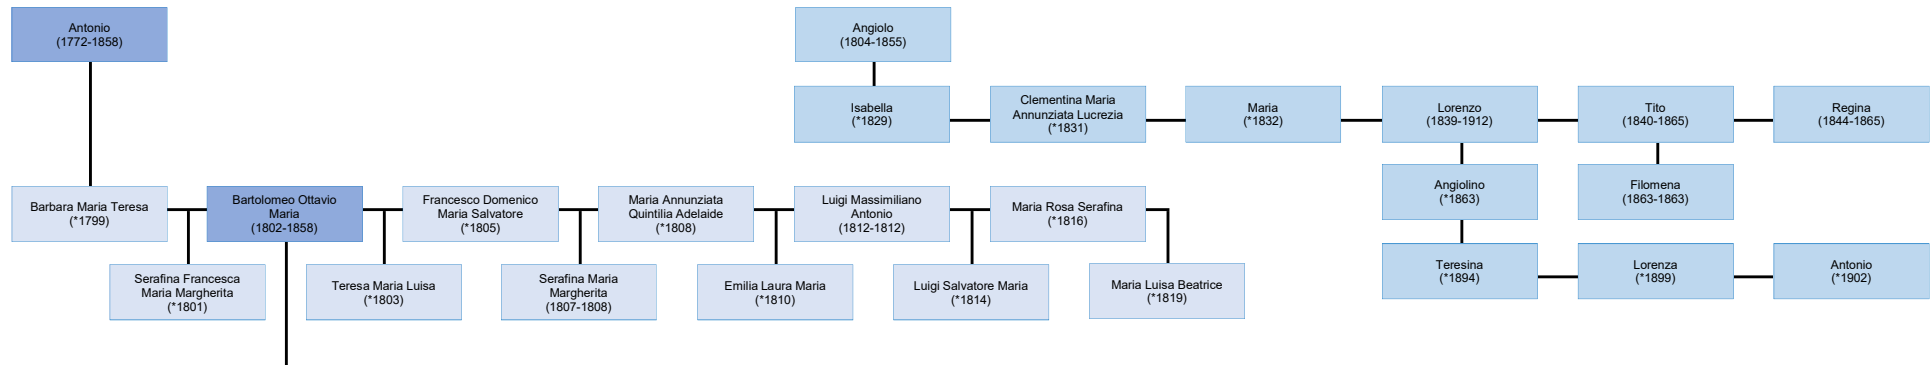 Antonio
(1772-1858)
Angiolo
(1804-1855)
Isabella
(*1829)
Clementina Maria
Annunziata Lucrezia
(*1831)
Maria
(*1832)
Lorenzo
(1839-1912)
Tito
(1840-1865)
Regina
(1844-1865)
Angiolino
(*1863)
Filomena
(1863-1863)
Barbara Maria Teresa
(*1799)
Bartolomeo Ottavio
Maria
(1802-1858)
Francesco Domenico
Maria Salvatore
(*1805)
Maria Annunziata
Quintilia Adelaide
(*1808)
Luigi Massimiliano
Antonio
(1812-1812)
Maria Rosa Serafina
(*1816)
Serafina Francesca
Maria Margherita
(*1801)
Teresa Maria Luisa
(*1803)
Serafina Maria
Margherita
(1807-1808)
Emilia Laura Maria
(*1810)
Luigi Salvatore Maria
(*1814)
Maria Luisa Beatrice
(*1819)
Teresina
(*1894)
Lorenza
(*1899)
Antonio
(*1902)